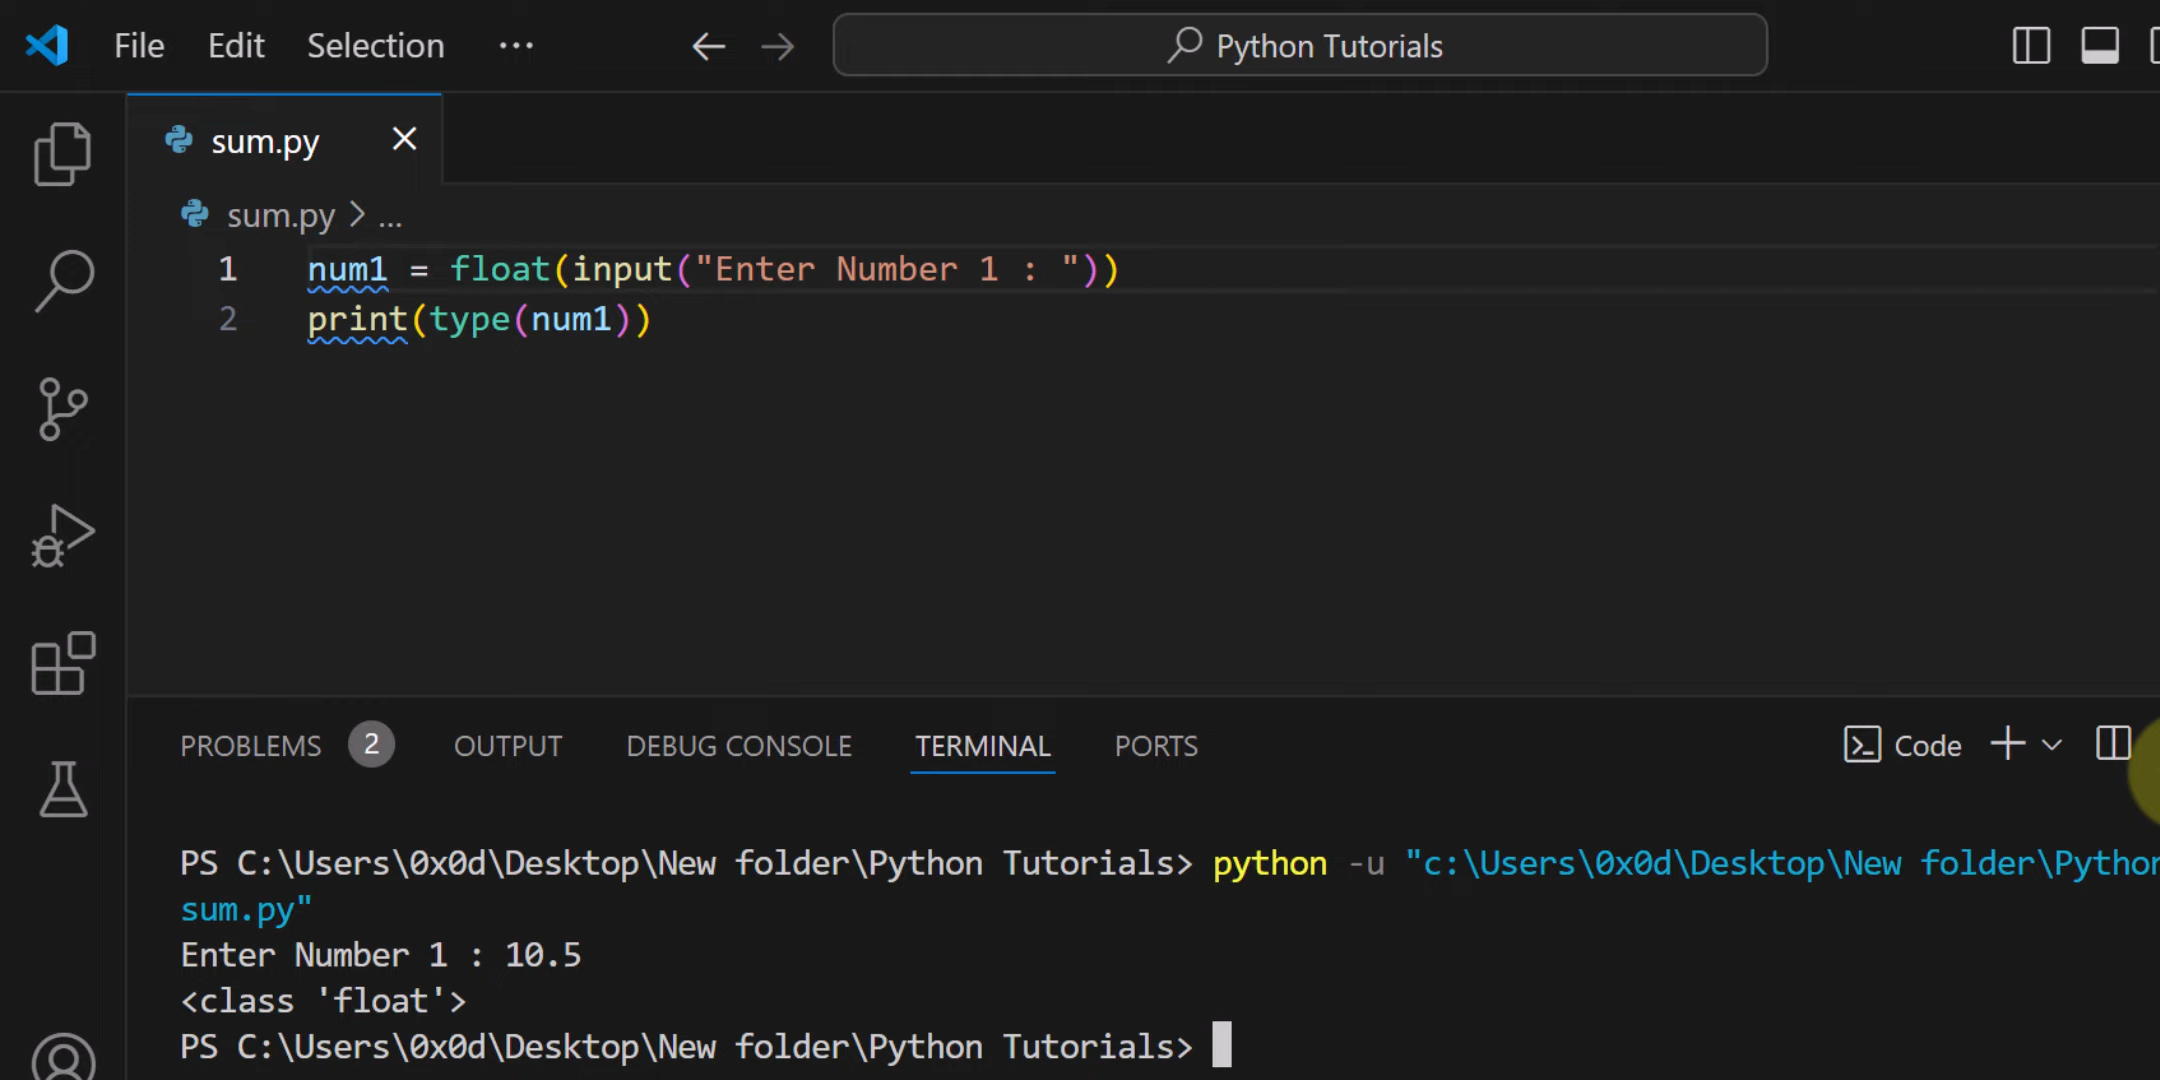 File Edit Selection ... Python Tutorials
sum.py
sum.py > ...
1 num1 = float(input("Enter Number 1 : "))
2 print(type(num1))
PROBLEMS 2 OUTPUT DEBUG CONSOLE TERMINAL PORTS Code
PS C:\Users\0x0d\Desktop\New folder\Python Tutorials> python -u "c:\Users\0x0d\Desktop\New folder\Python
sum.py"
Enter Number 1 : 10.5
<class 'float'>
PS C:\Users\0x0d\Desktop\New folder\Python Tutorials>